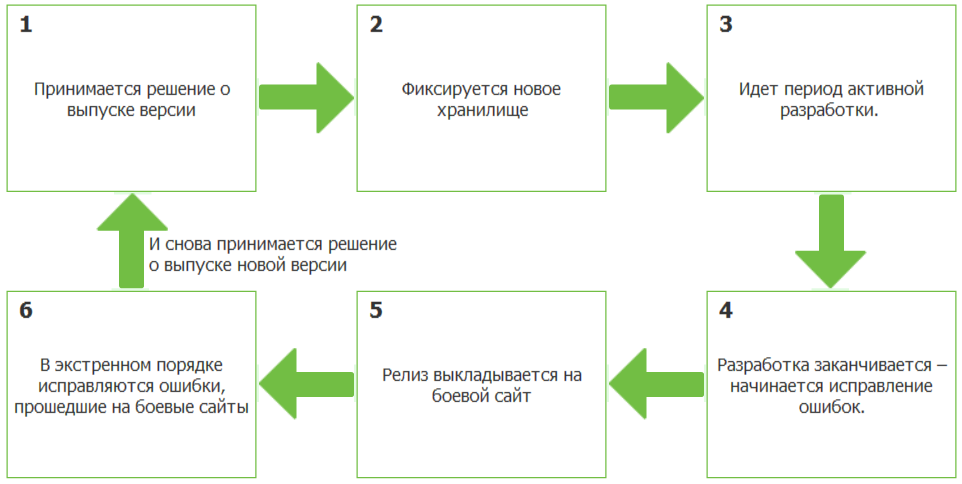 1
Принимается решение о
выпуске версии
2
Фиксируется новое
хранилище
3
Идет период активной
разработки.
И снова принимается решение
о выпуске новой версии
4
Разработка заканчивается –
начинается исправление
ошибок.
5
Релиз выкладывается на
боевой сайт
6
В экстренном порядке
исправляются ошибки,
прошедшие на боевые сайты